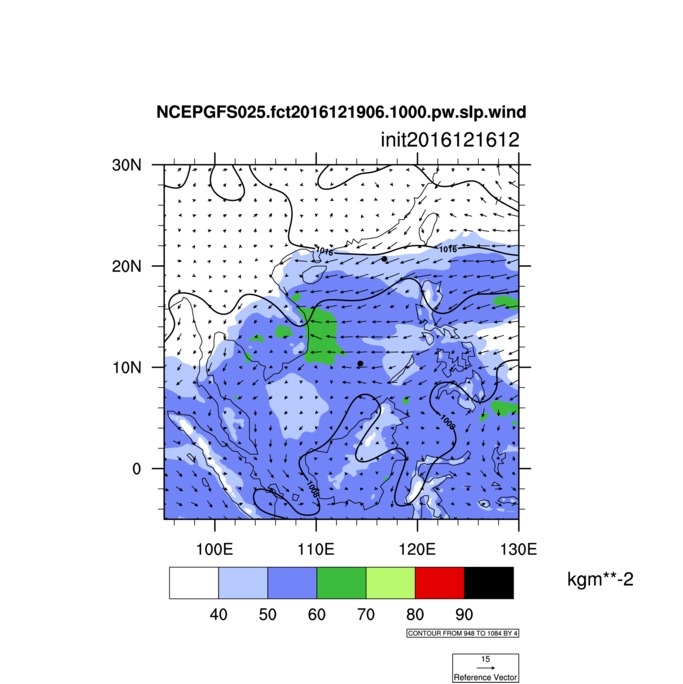 NCEPGFS025.fct2016121906.1000.pw.slp.wind
init2016121612
30N
20N
10N
0
1016
1016
1008
1008
100E
110E
120E
130E
kgm**-2
40
50
60
70
80
90
CONTOUR FROM 948 TO 1084 BY 4
15
Reference Vector